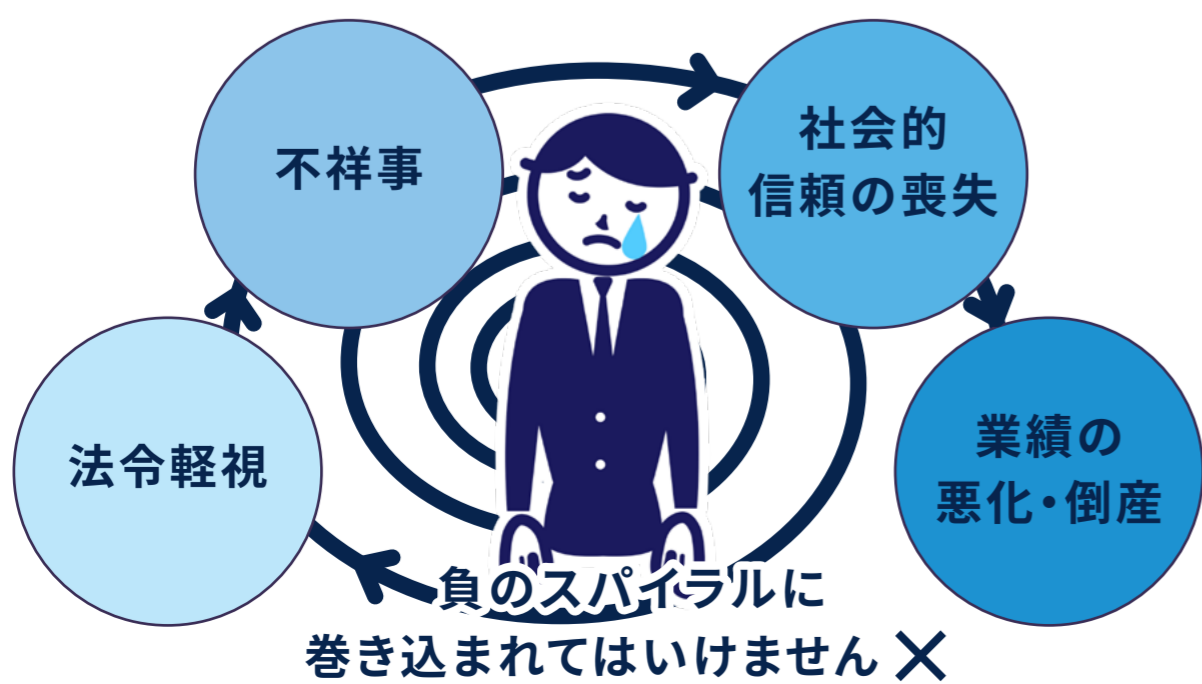 不祥事
社会的
信頼の喪失
法令軽視
業績の
悪化・倒産
負のスパイラルに
巻き込まれてはいけません